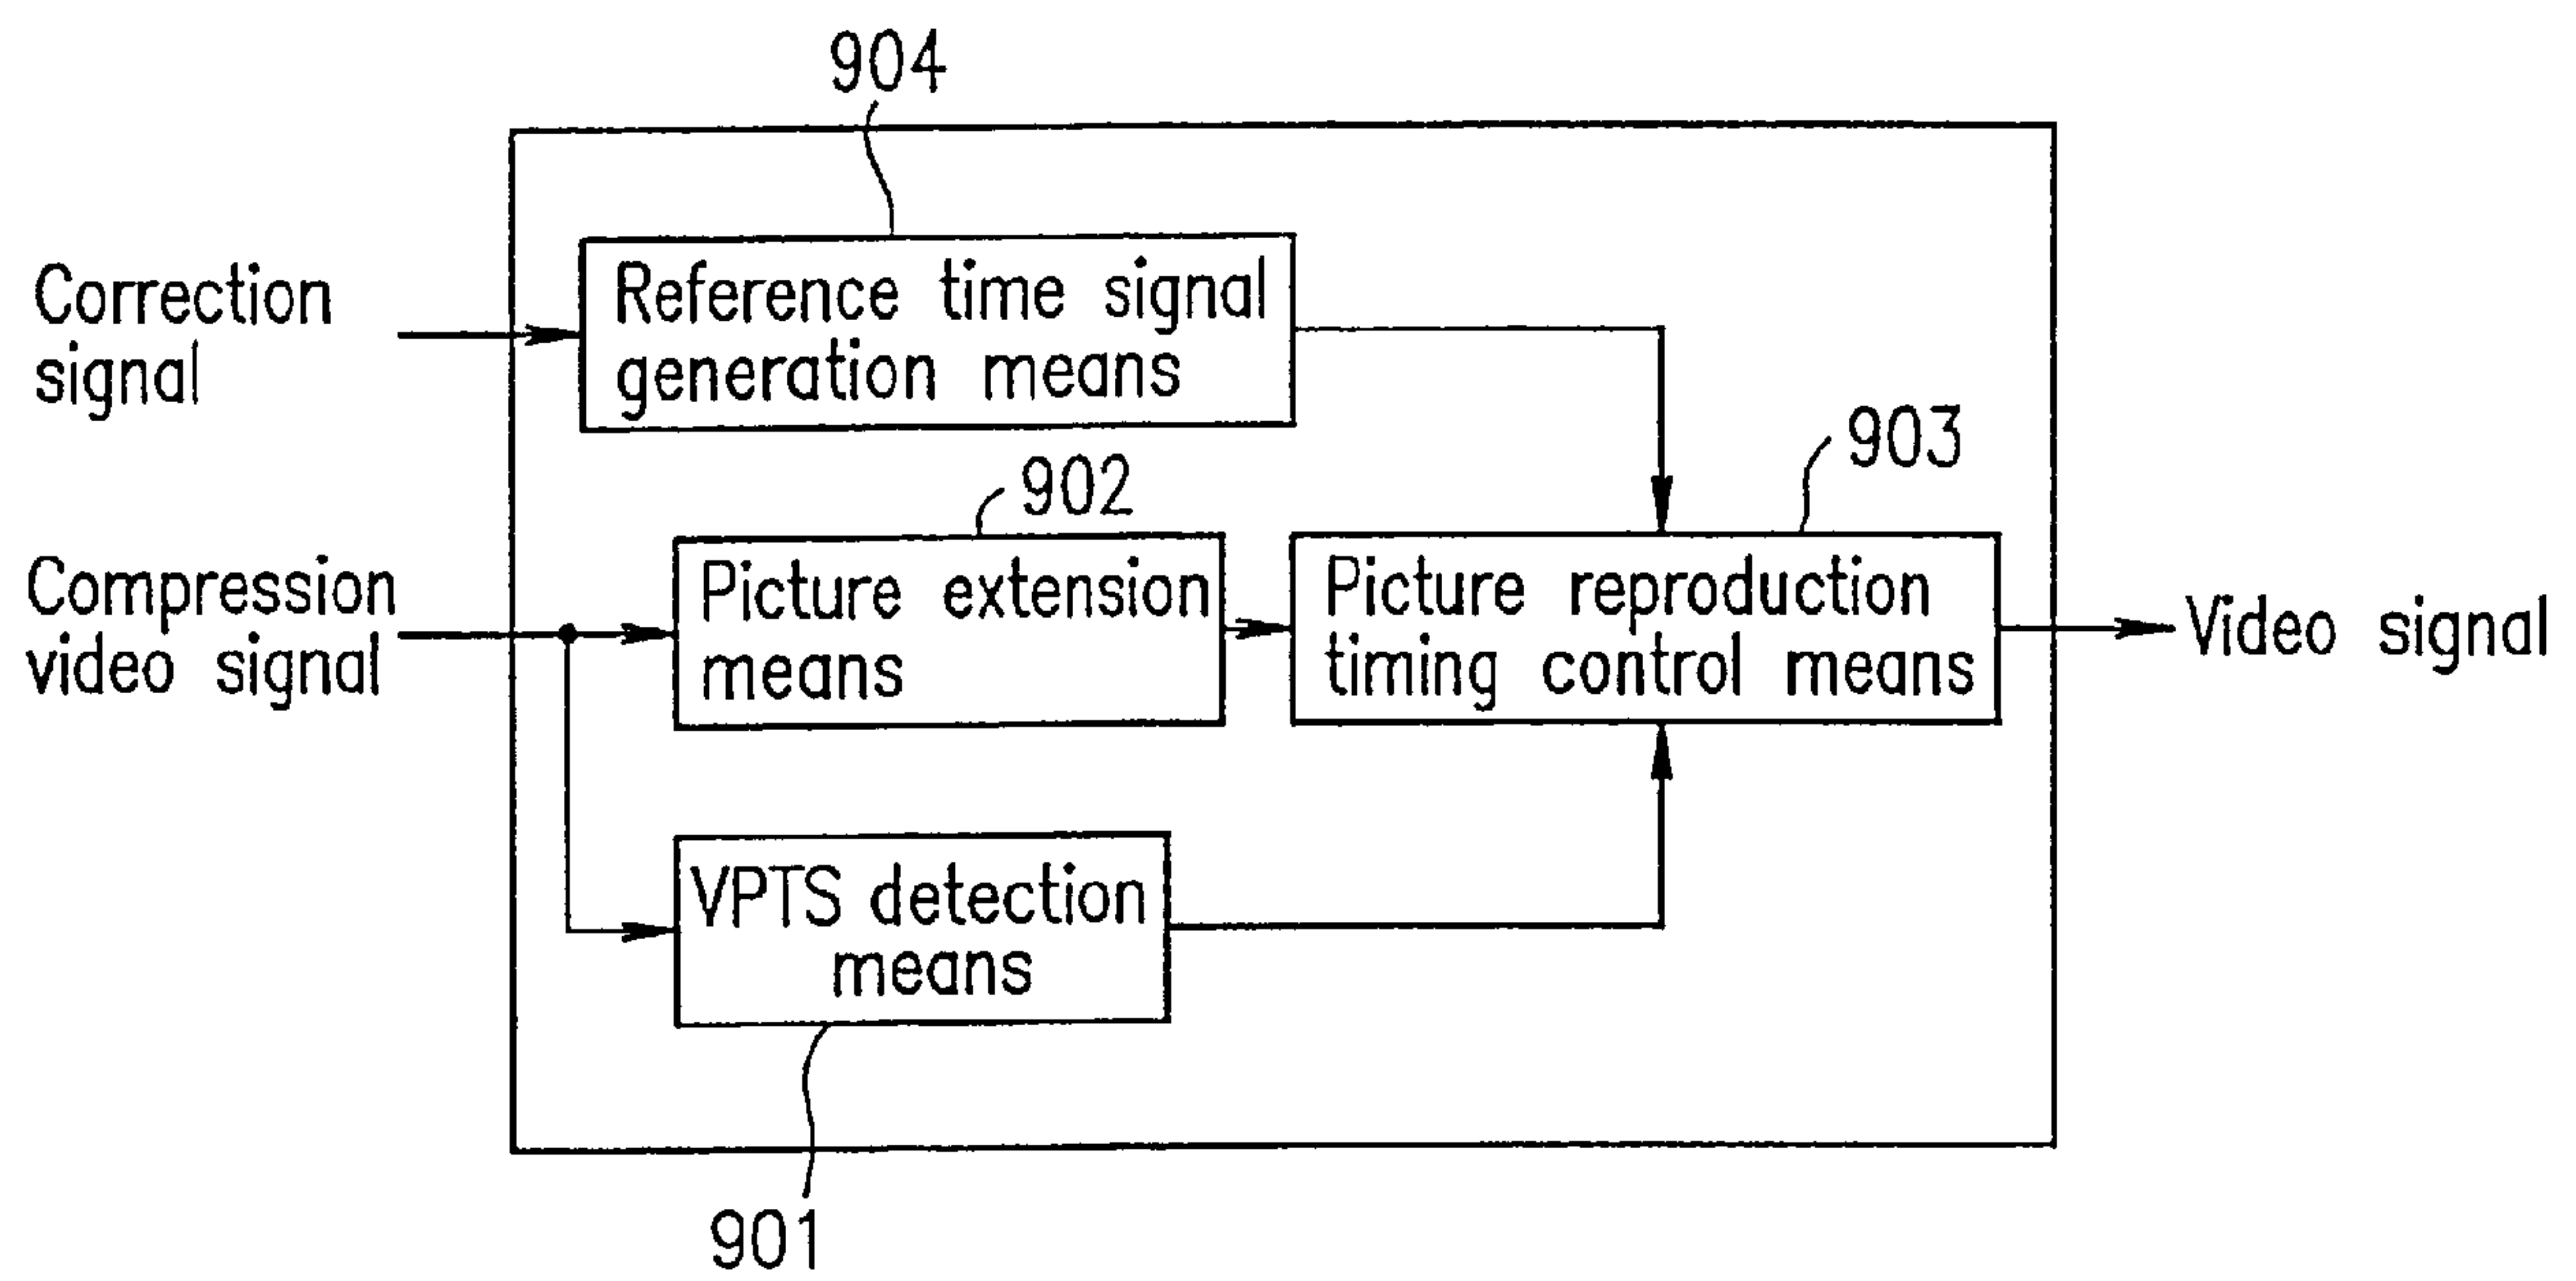 904
Correction
signal
Reference time signal
generation means
902
903
Compression
video signal
Picture extension
means
Picture reproduction
timing control means
Video signal
VPTS detection
means
901